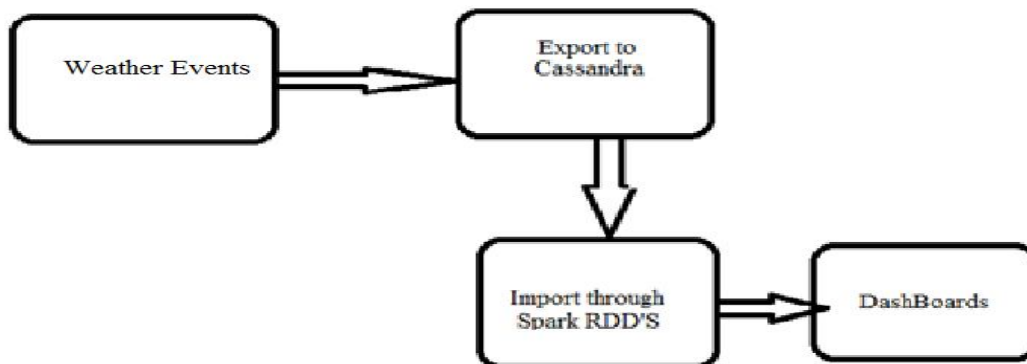 Weather Events
Export to
Cassandra
Import through
Spark RDD'S
DashBoards